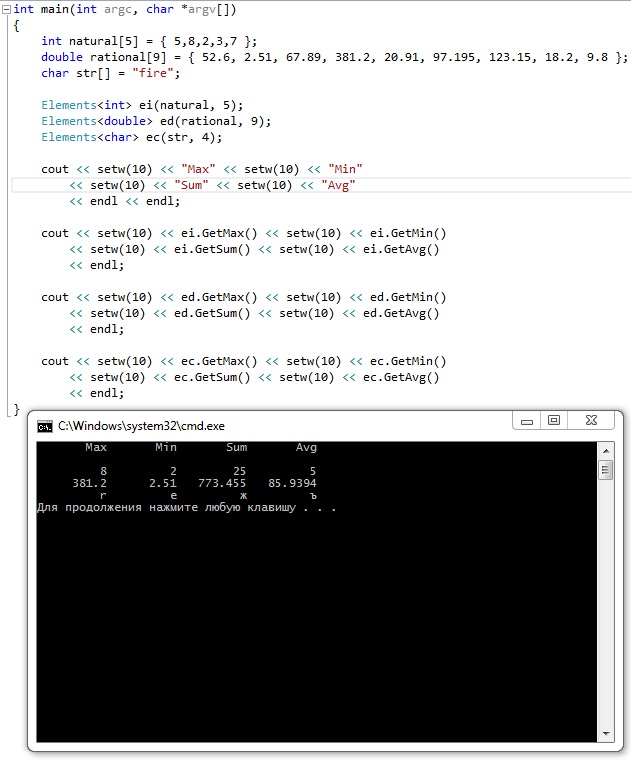 int main(int argc, char *argv[])
{
    int natural[5] = { 5,8,2,3,7 };
    double rational[9] = { 52.6, 2.51, 67.89, 381.2, 20.91, 97.195, 123.15, 18.2, 9.8 };
    char str[] = "fire";

    Elements<int> ei(natural, 5);
    Elements<double> ed(rational, 9);
    Elements<char> ec(str, 4);

    cout << setw(10) << "Max" << setw(10) << "Min"
        << setw(10) << "Sum" << setw(10) << "Avg"
        << endl << endl;

    cout << setw(10) << ei.GetMax() << setw(10) << ei.GetMin()
        << setw(10) << ei.GetSum() << setw(10) << ei.GetAvg()
        << endl;

    cout << setw(10) << ed.GetMax() << setw(10) << ed.GetMin()
        << setw(10) << ed.GetSum() << setw(10) << ed.GetAvg()
        << endl;

    cout << setw(10) << ec.GetMax() << setw(10) << ec.GetMin()
        << setw(10) << ec.GetSum() << setw(10) << ec.GetAvg()
        << endl;
}
C:\Windows\system32\cmd.exe
Max Min Sum Avg
8 2 25 5
381.2 2.51 773.455 85.9394
r e ж ъ
Для продолжения нажмите любую клавишу . . .